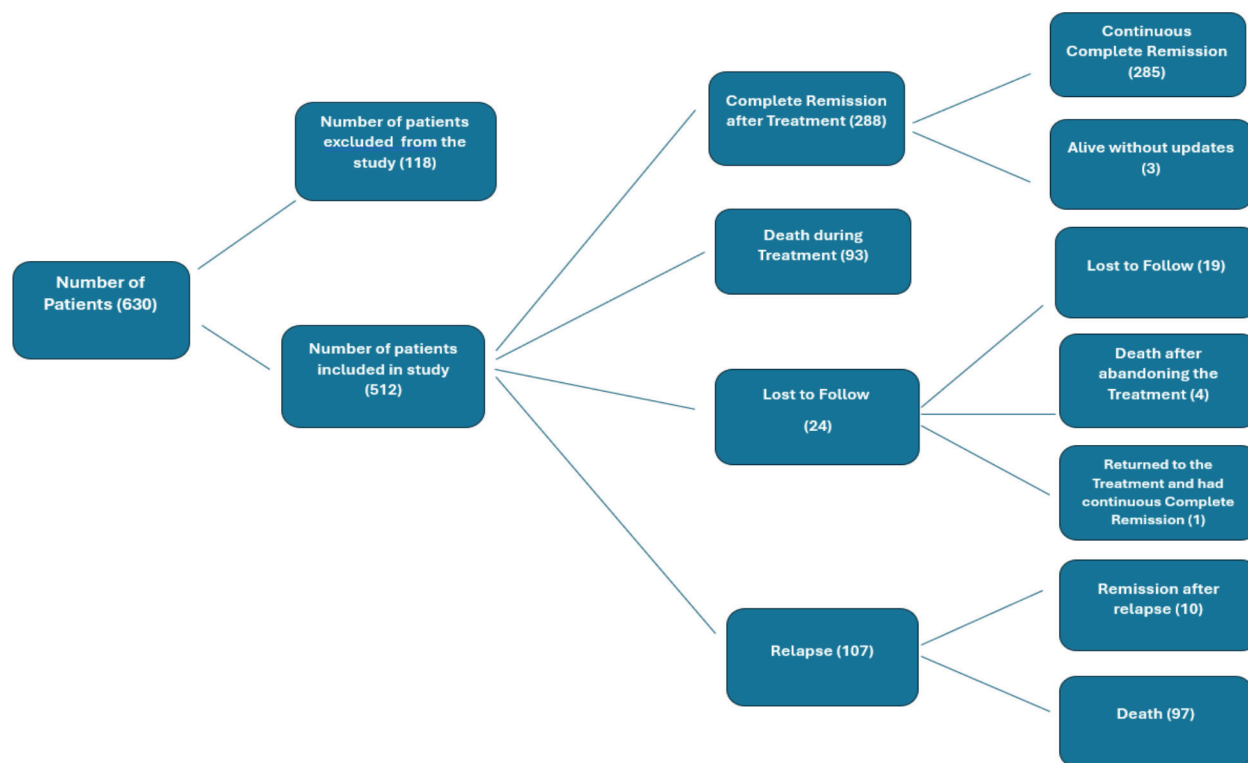 Number of
Patients (630)
Number of patients
excluded from the
study (118)
Number of patients
included in study
(512)
Complete Remission
after Treatment (288)
Death during
Treatment (93)
Lost to Follow
(24)
Relapse (107)
Continuous
Complete Remission
(285)
Alive without updates
(3)
Lost to Follow (19)
Death after
abandoning the
Treatment (4)
Returned to the
Treatment and had
continuous Complete
Remission (1)
Remission after
relapse (10)
Death (97)